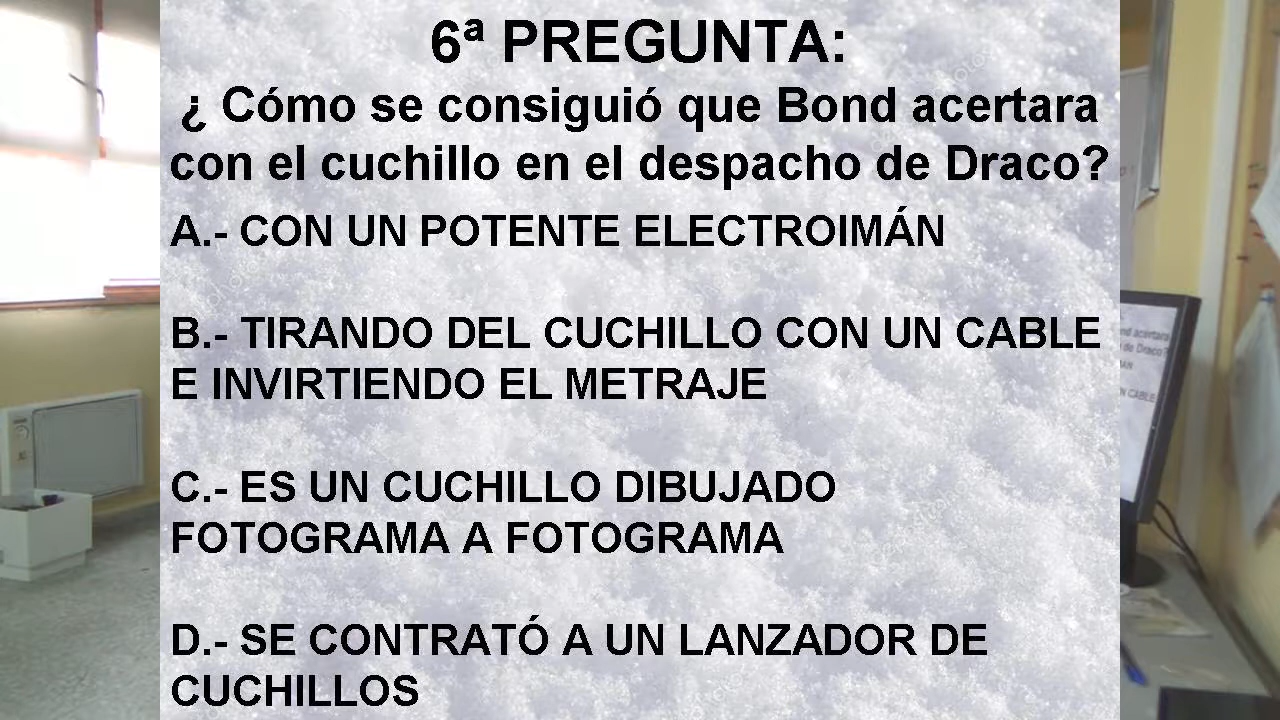 6ª PREGUNTA:
¿ Cómo se consiguió que Bond acertara
con el cuchillo en el despacho de Draco?
A.- CON UN POTENTE ELECTROIMÁN
B.- TIRANDO DEL CUCHILLO CON UN CABLE
E INVIRTIENDO EL METRAJE
C.- ES UN CUCHILLO DIBUJADO
FOTOGRAMA A FOTOGRAMA
D.- SE CONTRATÓ A UN LANZADOR DE
CUCHILLOS